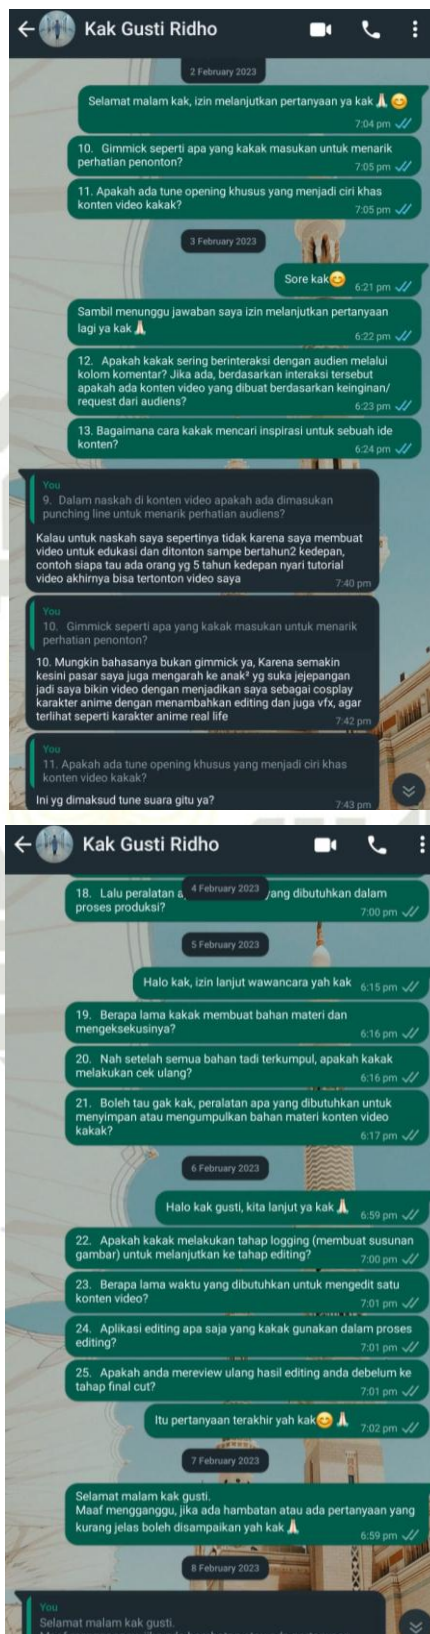 Kak Gusti Ridho
2 February 2023
Selamat malam kak, izin melanjutkan pertanyaan ya kak 🙏🏻 😊
7:04 pm
10. Gimmick seperti apa yang kakak masukan untuk menarik
perhatian penonton?
7:05 pm
11. Apakah ada tune opening khusus yang menjadi ciri khas
konten video kakak?
7:05 pm
3 February 2023
Sore kak😊
6:21 pm
Sambil menunggu jawaban saya izin melanjutkan pertanyaan
lagi ya kak 🙏🏻
6:22 pm
12. Apakah kakak sering berinteraksi dengan audien melalui
kolom komentar? Jika ada, berdasarkan interaksi tersebut
apakah ada konten video yang dibuat berdasarkan keinginan/
request dari audiens?
6:23 pm
13. Bagaimana cara kakak mencari inspirasi untuk sebuah ide
konten?
6:24 pm
You
9. Dalam naskah di konten video apakah ada dimasukan
punching line untuk menarik perhatian audiens?
Kalau untuk naskah saya sepertinya tidak karena saya membuat
video untuk edukasi dan ditonton sampe bertahun2 kedepan,
contoh siapa tau ada orang yg 5 tahun kedepan nyari tutorial
video akhirnya bisa tertonton video saya
7:40 pm
You
10. Gimmick seperti apa yang kakak masukan untuk menarik
perhatian penonton?
10. Mungkin bahasanya bukan gimmick ya, Karena semakin
kesini pasar saya juga mengarah ke anak² yg suka jejepangan
jadi saya bikin video dengan menjadikan saya sebagai cosplay
karakter anime dengan menambahkan editing dan juga vfx, agar
terlihat seperti karakter anime real life
7:42 pm
You
11. Apakah ada tune opening khusus yang menjadi ciri khas
konten video kakak?
Ini yg dimaksud tune suara gitu ya?
7:43 pm
Kak Gusti Ridho
4 February 2023
18. Lalu peralatan a yang dibutuhkan dalam
proses produksi?
7:00 pm
5 February 2023
Halo kak, izin lanjut wawancara yah kak
6:15 pm
19. Berapa lama kakak membuat bahan materi dan
mengeksekusinya?
6:16 pm
20. Nah setelah semua bahan tadi terkumpul, apakah kakak
melakukan cek ulang?
6:16 pm
21. Boleh tau gak kak, peralatan apa yang dibutuhkan untuk
menyimpan atau mengumpulkan bahan materi konten video
kakak?
6:17 pm
6 February 2023
Halo kak gusti, kita lanjut ya kak 🙏🏻
6:59 pm
22. Apakah kakak melakukan tahap logging (membuat susunan
gambar) untuk melanjutkan ke tahap editing?
7:00 pm
23. Berapa lama waktu yang dibutuhkan untuk mengedit satu
konten video?
7:01 pm
24. Aplikasi editing apa saja yang kakak gunakan dalam proses
editing?
7:01 pm
25. Apakah anda mereview ulang hasil editing anda debelum ke
tahap final cut?
7:01 pm
Itu pertanyaan terakhir yah kak😊 🙏🏻
7:02 pm
7 February 2023
Selamat malam kak gusti.
Maaf mengganggu, jika ada hambatan atau ada pertanyaan yang
kurang jelas boleh disampaikan yah kak 🙏🏻
6:59 pm
8 February 2023
You
Selamat malam kak gusti.